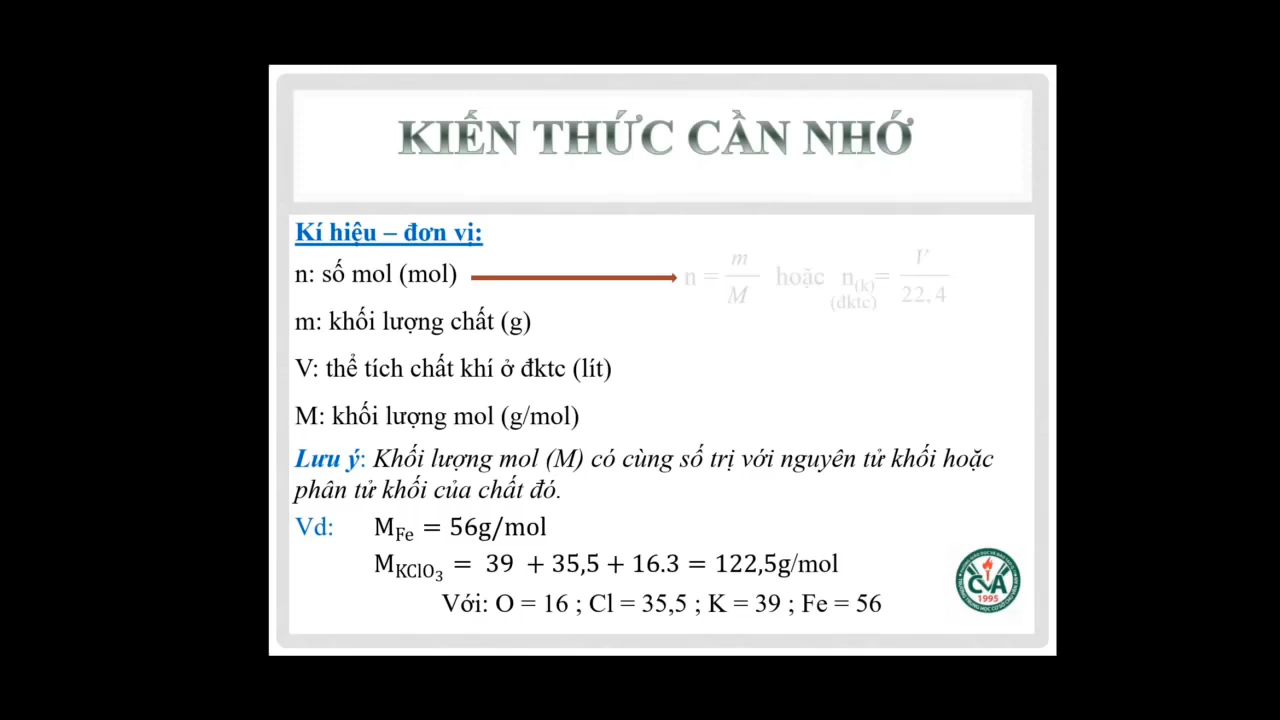 KIẾN THỨC CẦN NHỚ
Kí hiệu – đơn vị:
n: số mol (mol) n = m/M hoặc n(k) (đktc) = V/22,4
m: khối lượng chất (g)
V: thể tích chất khí ở đktc (lít)
M: khối lượng mol (g/mol)
Lưu ý: Khối lượng mol (M) có cùng số trị với nguyên tử khối hoặc
phân tử khối của chất đó.
Vd: M_Fe = 56g/mol
M_KClO₃ = 39 + 35,5 + 16.3 = 122,5g/mol
Với: O = 16 ; Cl = 35,5 ; K = 39 ; Fe = 56
CVA
1995